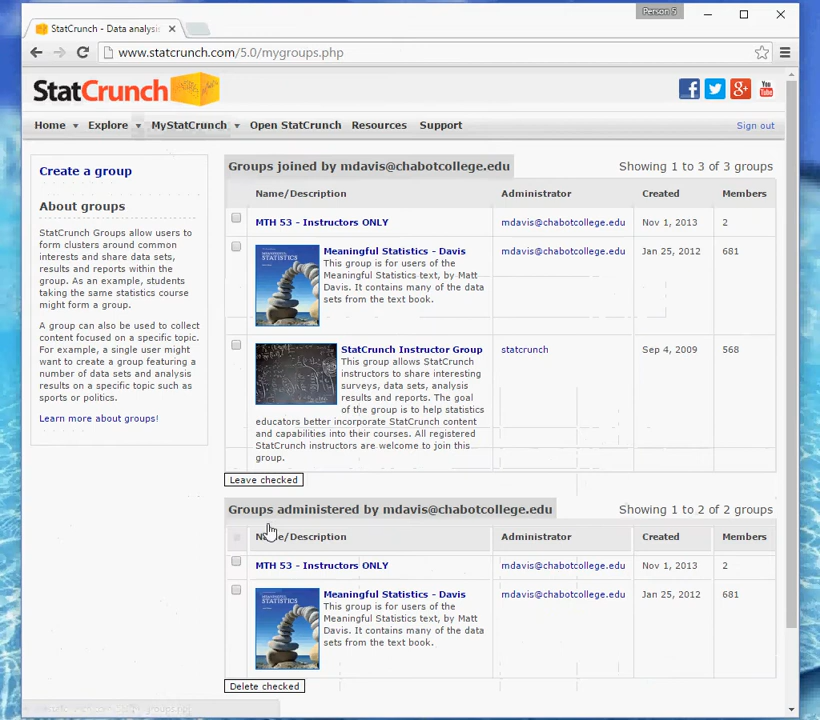 Person 5
StatCrunch - Data analysis
www.statcrunch.com/5.0/mygroups.php
StatCrunch
You Tube
Home Explore MyStatCrunch Open StatCrunch Resources Support Sign out
Create a group
About groups
StatCrunch Groups allow users to
form clusters around common
interests and share data sets,
results and reports within the
group. As an example, students
taking the same statistics course
might form a group.
A group can also be used to collect
content focused on a specific topic.
For example, a single user might
want to create a group featuring a
number of data sets and analysis
results on a specific topic such as
sports or politics.
Learn more about groups!
Groups joined by mdavis@chabotcollege.edu Showing 1 to 3 of 3 groups
Name/Description Administrator Created Members
MTH 53 - Instructors ONLY mdavis@chabotcollege.edu Nov 1, 2013 2
Meaningful Statistics - Davis mdavis@chabotcollege.edu Jan 25, 2012 681
This group is for users of the
Meaningful Statistics text, by Matt
Davis. It contains many of the data
sets from the text book.
STATISTICS
StatCrunch Instructor Group statcrunch Sep 4, 2009 568
This group allows StatCrunch
instructors to share interesting
surveys, data sets, analysis
results and reports. The goal
of the group is to help statistics
educators better incorporate StatCrunch content
and capabilities into their courses. All registered
StatCrunch instructors are welcome to join this
group.
Leave checked
Groups administered by mdavis@chabotcollege.edu Showing 1 to 2 of 2 groups
Name/Description Administrator Created Members
MTH 53 - Instructors ONLY mdavis@chabotcollege.edu Nov 1, 2013 2
Meaningful Statistics - Davis mdavis@chabotcollege.edu Jan 25, 2012 681
This group is for users of the
Meaningful Statistics text, by Matt
Davis. It contains many of the data
sets from the text book.
STATISTICS
Delete checked